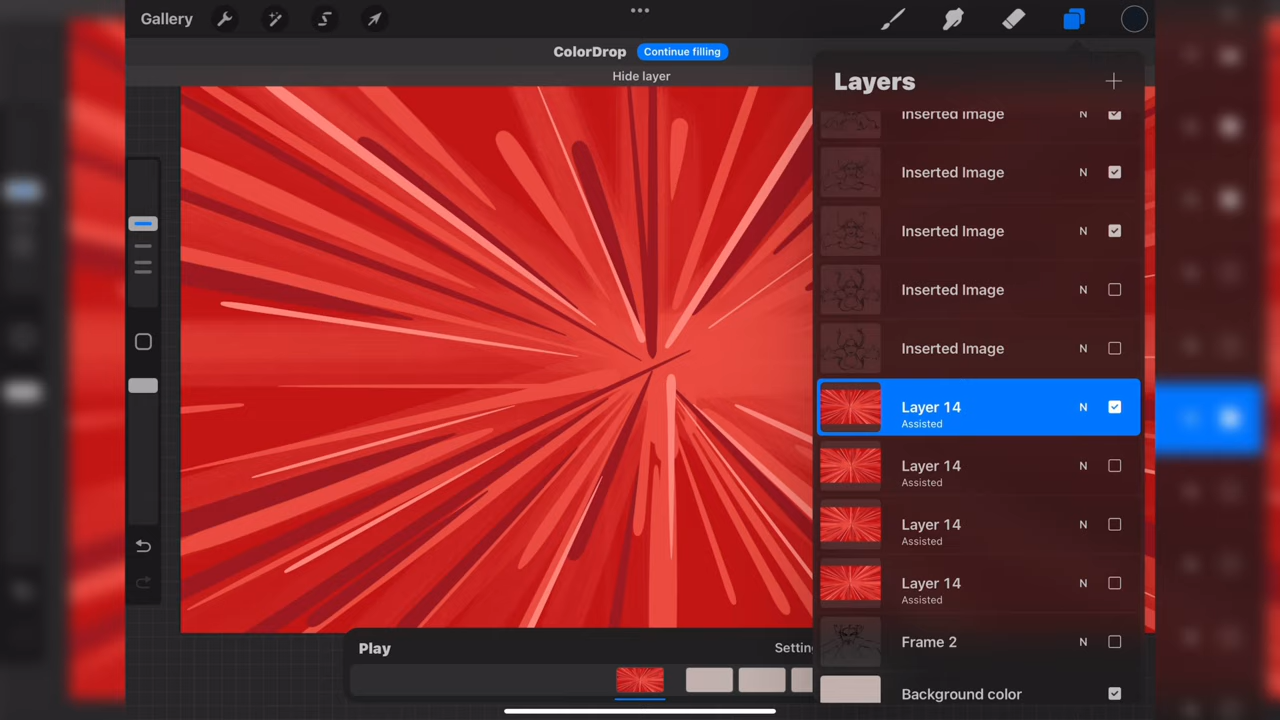 Gallery
ColorDrop Continue filling
Hide layer
Layers
Inserted Image N
Inserted Image N
Inserted Image N
Inserted Image N
Inserted Image N
Layer 14 N
Assisted
Layer 14 N
Assisted
Layer 14 N
Assisted
Layer 14 N
Assisted
Frame 2 N
Background color
Play
Settin